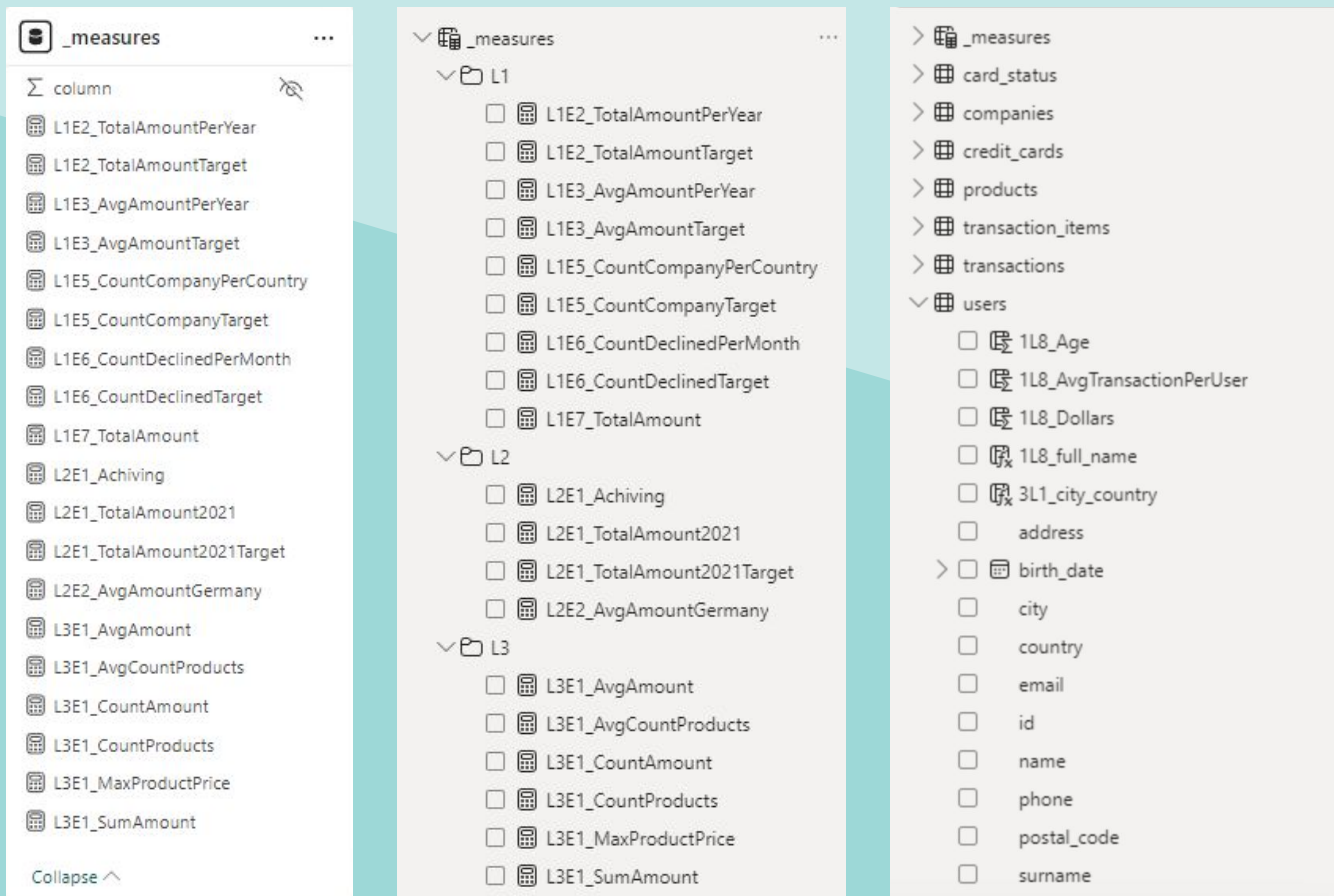 _measures
column
L1E2_TotalAmountPerYear
L1E2_TotalAmountTarget
L1E3_AvgAmountPerYear
L1E3_AvgAmountTarget
L1E5_CountCompanyPerCountry
L1E5_CountCompanyTarget
L1E6_CountDeclinedPerMonth
L1E6_CountDeclinedTarget
L1E7_TotalAmount
L2E1_Achiving
L2E1_TotalAmount2021
L2E1_TotalAmount2021Target
L2E2_AvgAmountGermany
L3E1_AvgAmount
L3E1_AvgCountProducts
L3E1_CountAmount
L3E1_CountProducts
L3E1_MaxProductPrice
L3E1_SumAmount
Collapse
_measures
L1
L1E2_TotalAmountPerYear
L1E2_TotalAmountTarget
L1E3_AvgAmountPerYear
L1E3_AvgAmountTarget
L1E5_CountCompanyPerCountry
L1E5_CountCompanyTarget
L1E6_CountDeclinedPerMonth
L1E6_CountDeclinedTarget
L1E7_TotalAmount
L2
L2E1_Achiving
L2E1_TotalAmount2021
L2E1_TotalAmount2021Target
L2E2_AvgAmountGermany
L3
L3E1_AvgAmount
L3E1_AvgCountProducts
L3E1_CountAmount
L3E1_CountProducts
L3E1_MaxProductPrice
L3E1_SumAmount
_measures
card_status
companies
credit_cards
products
transaction_items
transactions
users
1L8_Age
1L8_AvgTransactionPerUser
1L8_Dollars
1L8_full_name
3L1_city_country
address
birth_date
city
country
email
id
name
phone
postal_code
surname